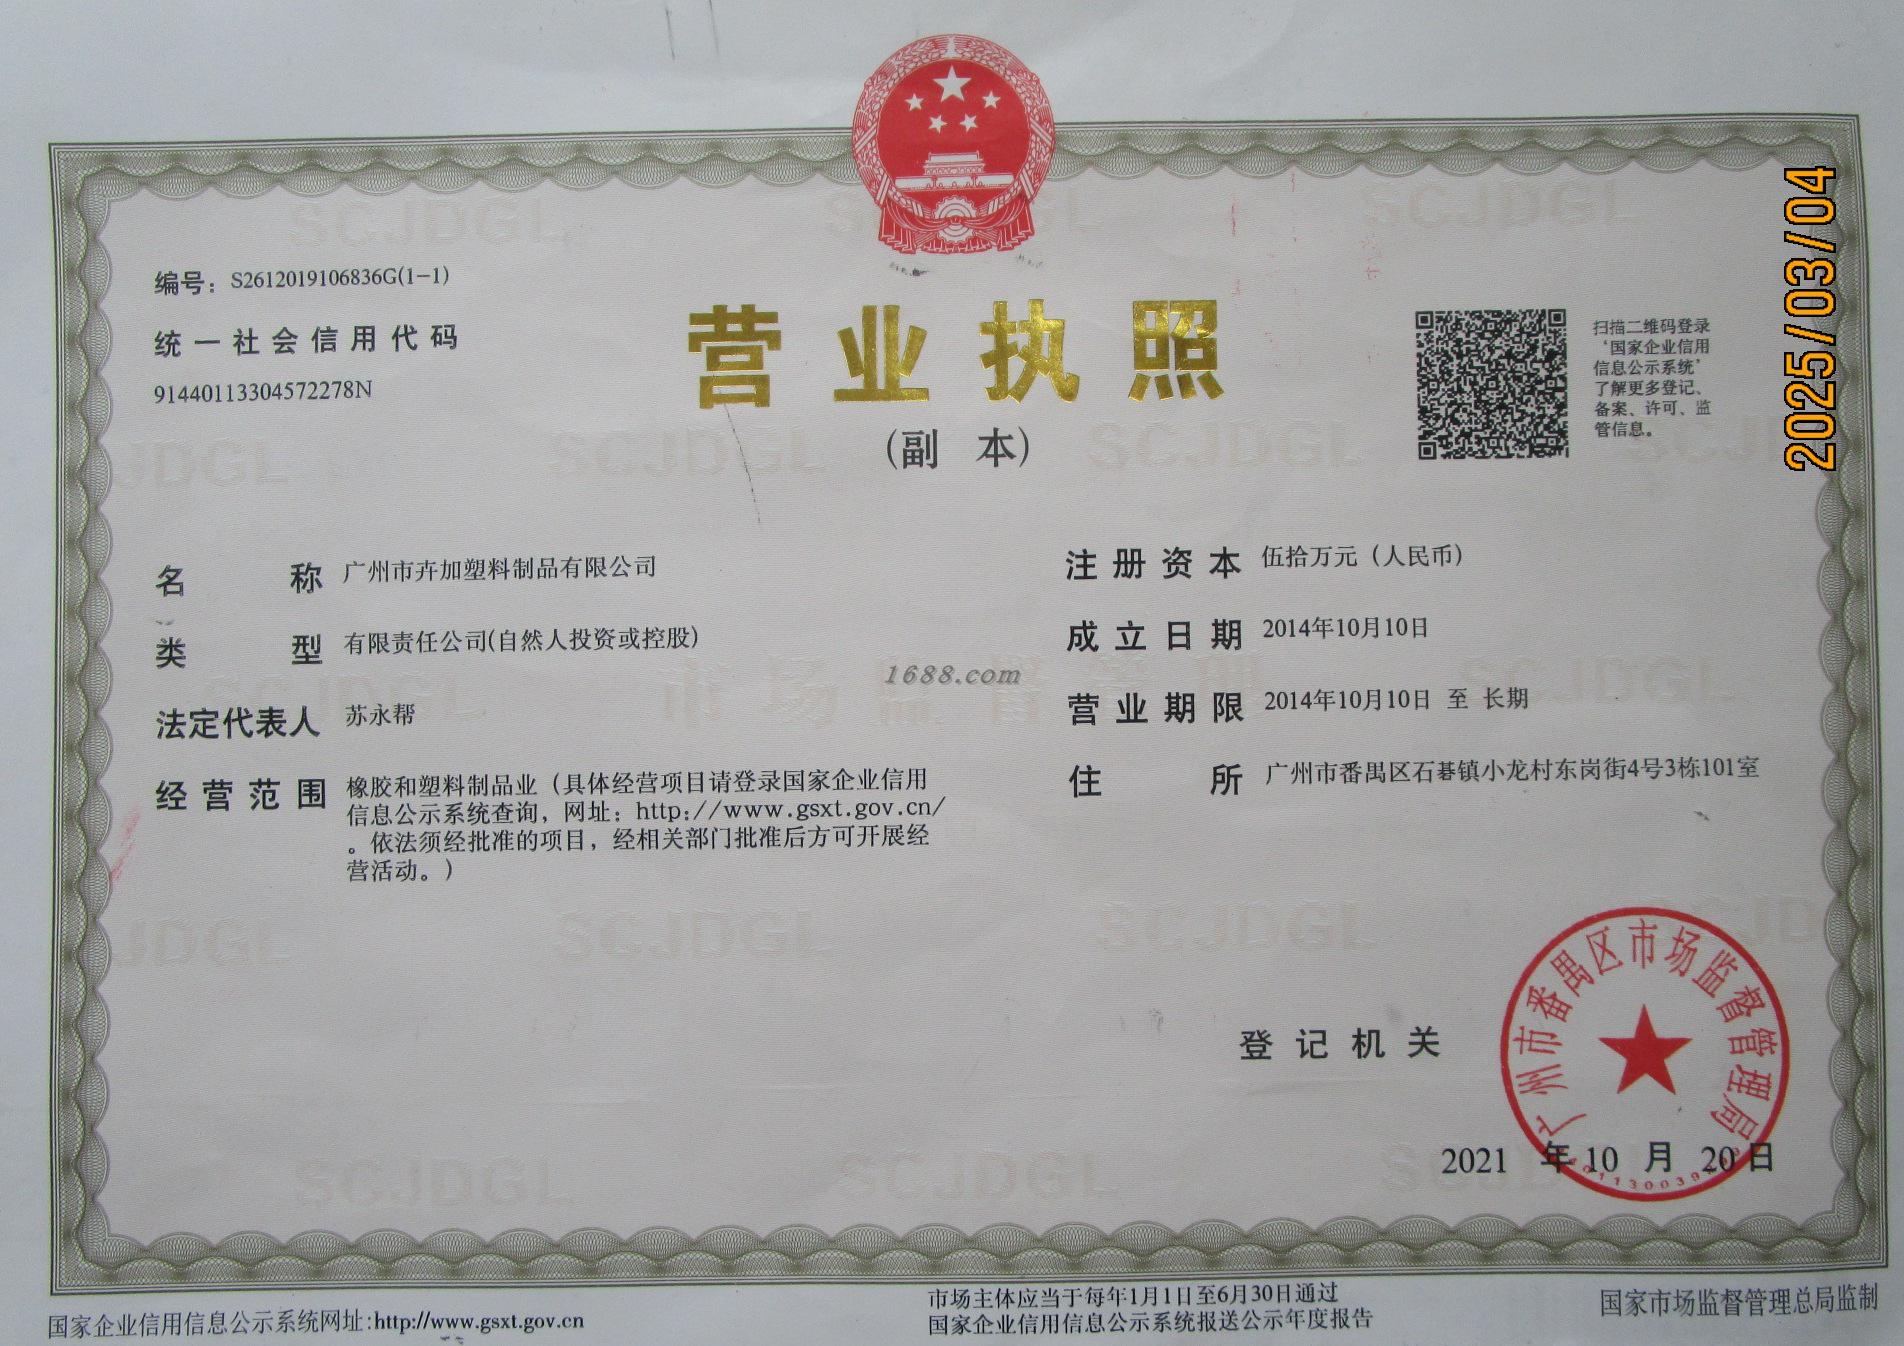 2025/03/04
编号：S2612019106836G(1-1)
统一社会信用代码
91440113304572278N
营业执照
(副 本)
扫描二维码登录
‘国家企业信用
信息公示系统’
了解更多登记、
备案、许可、监
管信息。
名 称 广州市卉加塑料制品有限公司
类 型 有限责任公司(自然人投资或控股)
法定代表人 苏永帮
经营范围 橡胶和塑料制品业（具体经营项目请登录国家企业信用
信息公示系统查询，网址：http://www.gsxt.gov.cn/
。依法须经批准的项目，经相关部门批准后方可开展经
营活动。）
注册资本 伍拾万元（人民币）
成立日期 2014年10月10日
营业期限 2014年10月10日 至 长期
住 所 广州市番禺区石碁镇小龙村东岗街4号3栋101室
1688.com
SCJDGL
市场监督管理
登记机关
广州市番禺区市场监督管理局
2021 年 10 月 20 日
国家企业信用信息公示系统网址:http://www.gsxt.gov.cn
市场主体应当于每年1月1日至6月30日通过
国家企业信用信息公示系统报送公示年度报告
国家市场监督管理总局监制